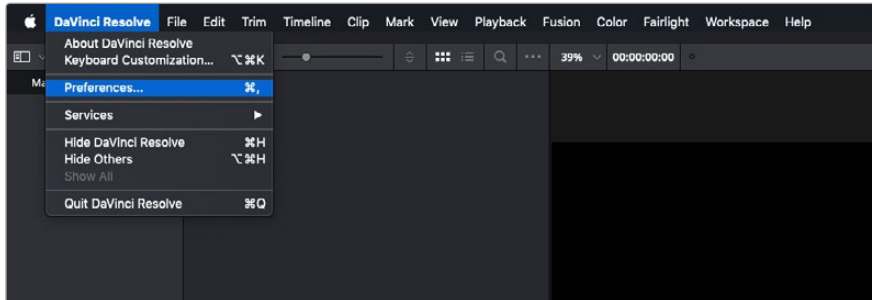 DaVinci Resolve File Edit Trim Timeline Clip Mark View Playback Fusion Color Fairlight Workspace Help
About DaVinci Resolve
Keyboard Customization... ⌥⌘K
39% 00:00:00:00
Preferences... ⌘,
Services ▶
Hide DaVinci Resolve ⌘H
Hide Others ⌥⌘H
Show All
Quit DaVinci Resolve ⌘Q